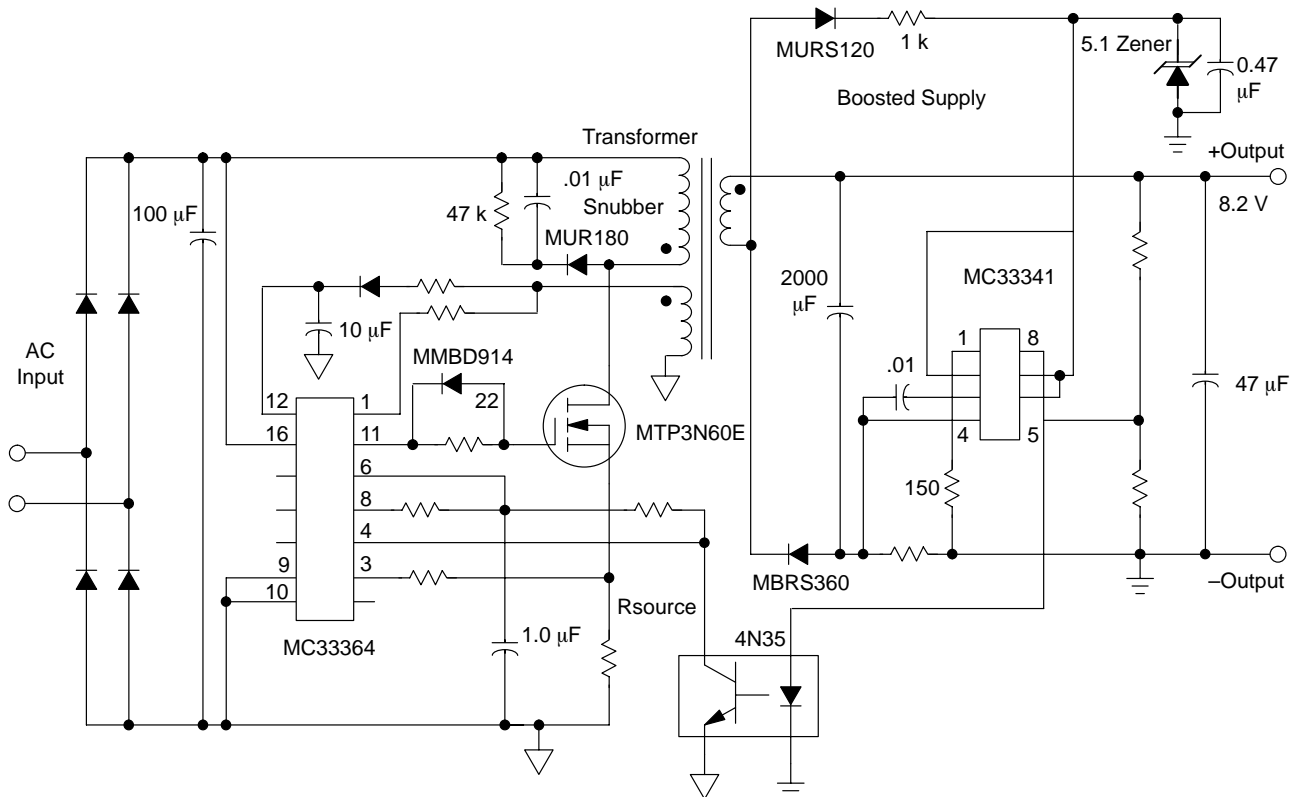 MURS120
1 k
5.1 Zener
0.47
μF
Boosted Supply
Transformer
+Output
8.2 V
.01 μF
Snubber
47 k
100 μF
MUR180
MC33341
2000
μF
10 μF
AC
Input
MMBD914
22
1
8
.01
47 μF
12
1
MTP3N60E
16
11
4
5
6
8
150
4
9
3
10
MBRS360
–Output
Rsource
1.0 μF
MC33364
4N35